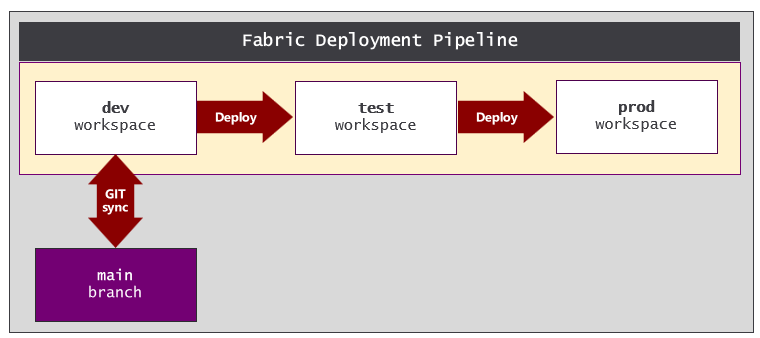 Fabric Deployment Pipeline
dev
workspace
Deploy
test
workspace
Deploy
prod
workspace
GIT
sync
main
branch